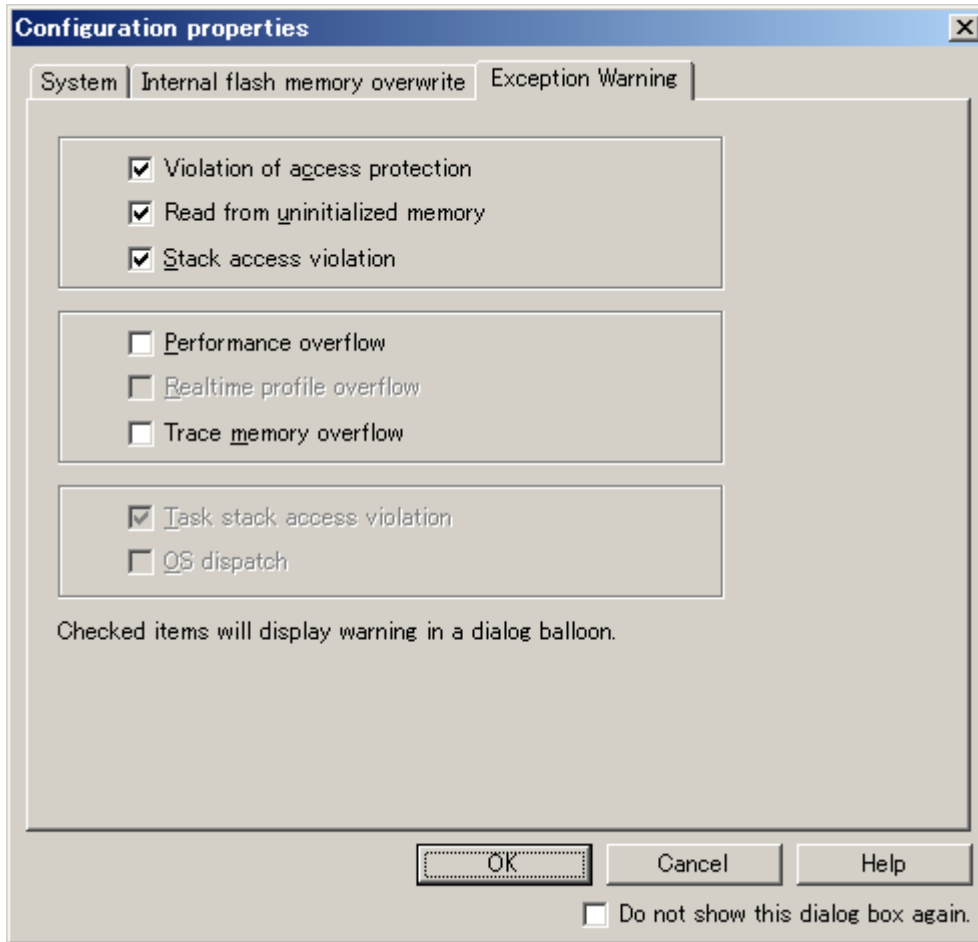 Configuration properties
System
Internal flash memory overwrite
Exception Warning
Violation of access protection
Read from uninitialized memory
Stack access violation
Performance overflow
Realtime profile overflow
Trace memory overflow
Task stack access violation
OS dispatch
Checked items will display warning in a dialog balloon.
OK
Cancel
Help
Do not show this dialog box again.